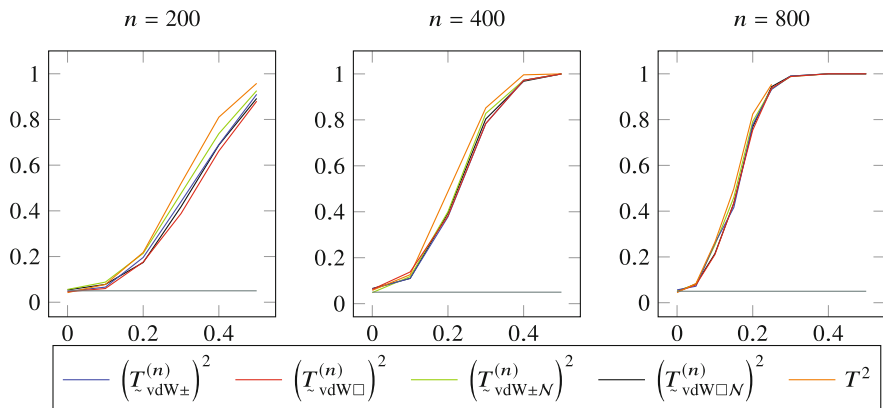 n = 200 n = 400 n = 800
1 1 1
0.8 0.8 0.8
0.6 0.6 0.6
0.4 0.4 0.4
0.2 0.2 0.2
0 0 0
0 0.2 0.4 0 0.2 0.4 0 0.2 0.4
(T̰^{(n)}_{vdW±})^2 (T̰^{(n)}_{vdW□})^2 (T̰^{(n)}_{vdW±𝒩})^2 (T̰^{(n)}_{vdW□𝒩})^2 T^2